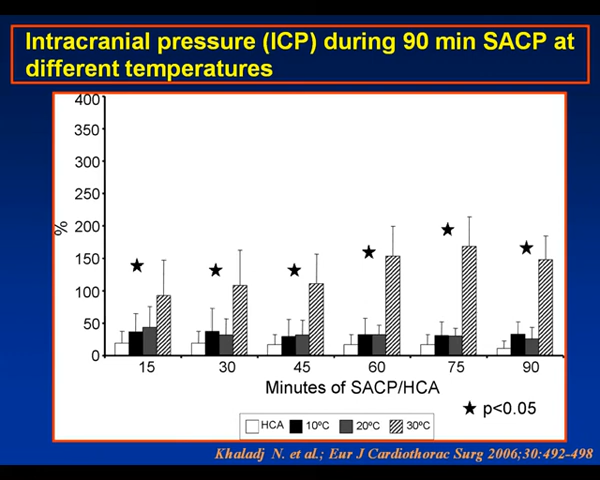 Intracranial pressure (ICP) during 90 min SACP at
different temperatures
400
350
300
250
200
150
100
50
0
%
15 30 45 60 75 90
Minutes of SACP/HCA
★ p<0.05
HCA 10ºC 20ºC 30ºC
Khaladj N. et al.; Eur J Cardiothorac Surg 2006;30:492-498